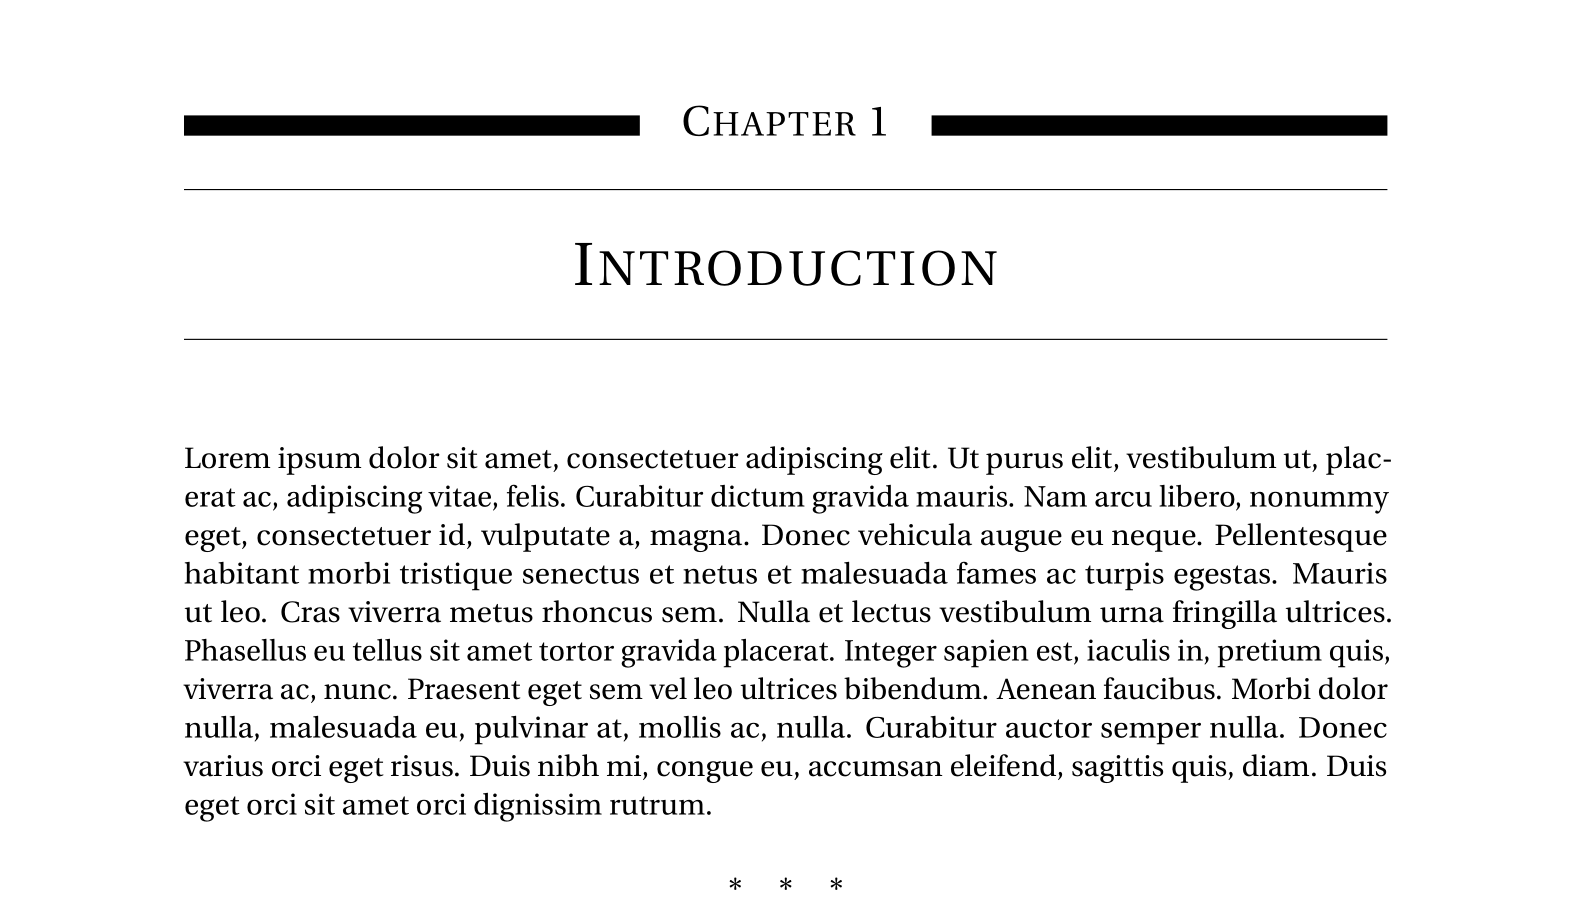 CHAPTER 1
INTRODUCTION
Lorem ipsum dolor sit amet, consectetuer adipiscing elit. Ut purus elit, vestibulum ut, plac-
erat ac, adipiscing vitae, felis. Curabitur dictum gravida mauris. Nam arcu libero, nonummy
eget, consectetuer id, vulputate a, magna. Donec vehicula augue eu neque. Pellentesque
habitant morbi tristique senectus et netus et malesuada fames ac turpis egestas. Mauris
ut leo. Cras viverra metus rhoncus sem. Nulla et lectus vestibulum urna fringilla ultrices.
Phasellus eu tellus sit amet tortor gravida placerat. Integer sapien est, iaculis in, pretium quis,
viverra ac, nunc. Praesent eget sem vel leo ultrices bibendum. Aenean faucibus. Morbi dolor
nulla, malesuada eu, pulvinar at, mollis ac, nulla. Curabitur auctor semper nulla. Donec
varius orci eget risus. Duis nibh mi, congue eu, accumsan eleifend, sagittis quis, diam. Duis
eget orci sit amet orci dignissim rutrum.
* * *